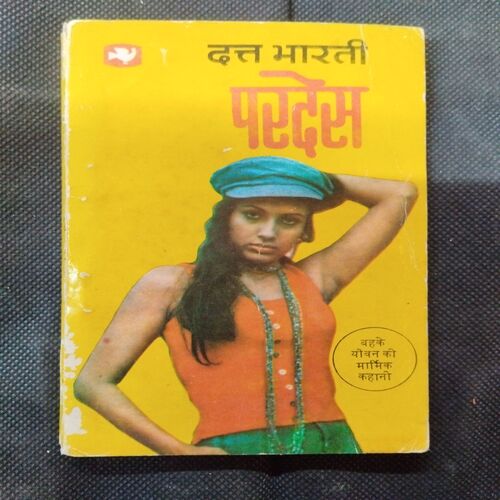 दत्त भारती
परदेस
बहके
यौवन की
मार्मिक
कहानी